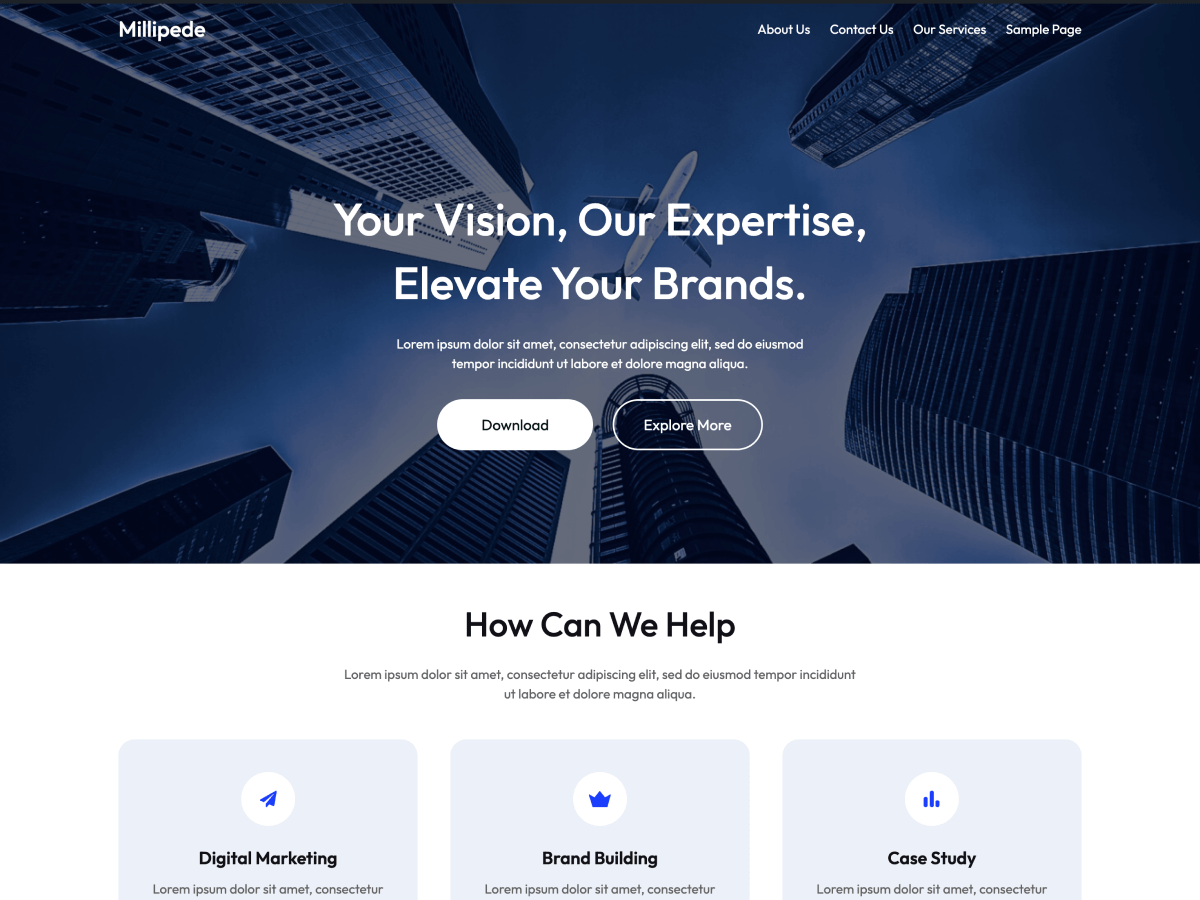 Millipede
About Us
Contact Us
Our Services
Sample Page
Your Vision, Our Expertise,
Elevate Your Brands.
Lorem ipsum dolor sit amet, consectetur adipiscing elit, sed do eiusmod
tempor incididunt ut labore et dolore magna aliqua.
Download
Explore More
How Can We Help
Lorem ipsum dolor sit amet, consectetur adipiscing elit, sed do eiusmod tempor incididunt
ut labore et dolore magna aliqua.
Digital Marketing
Lorem ipsum dolor sit amet, consectetur
Brand Building
Lorem ipsum dolor sit amet, consectetur
Case Study
Lorem ipsum dolor sit amet, consectetur